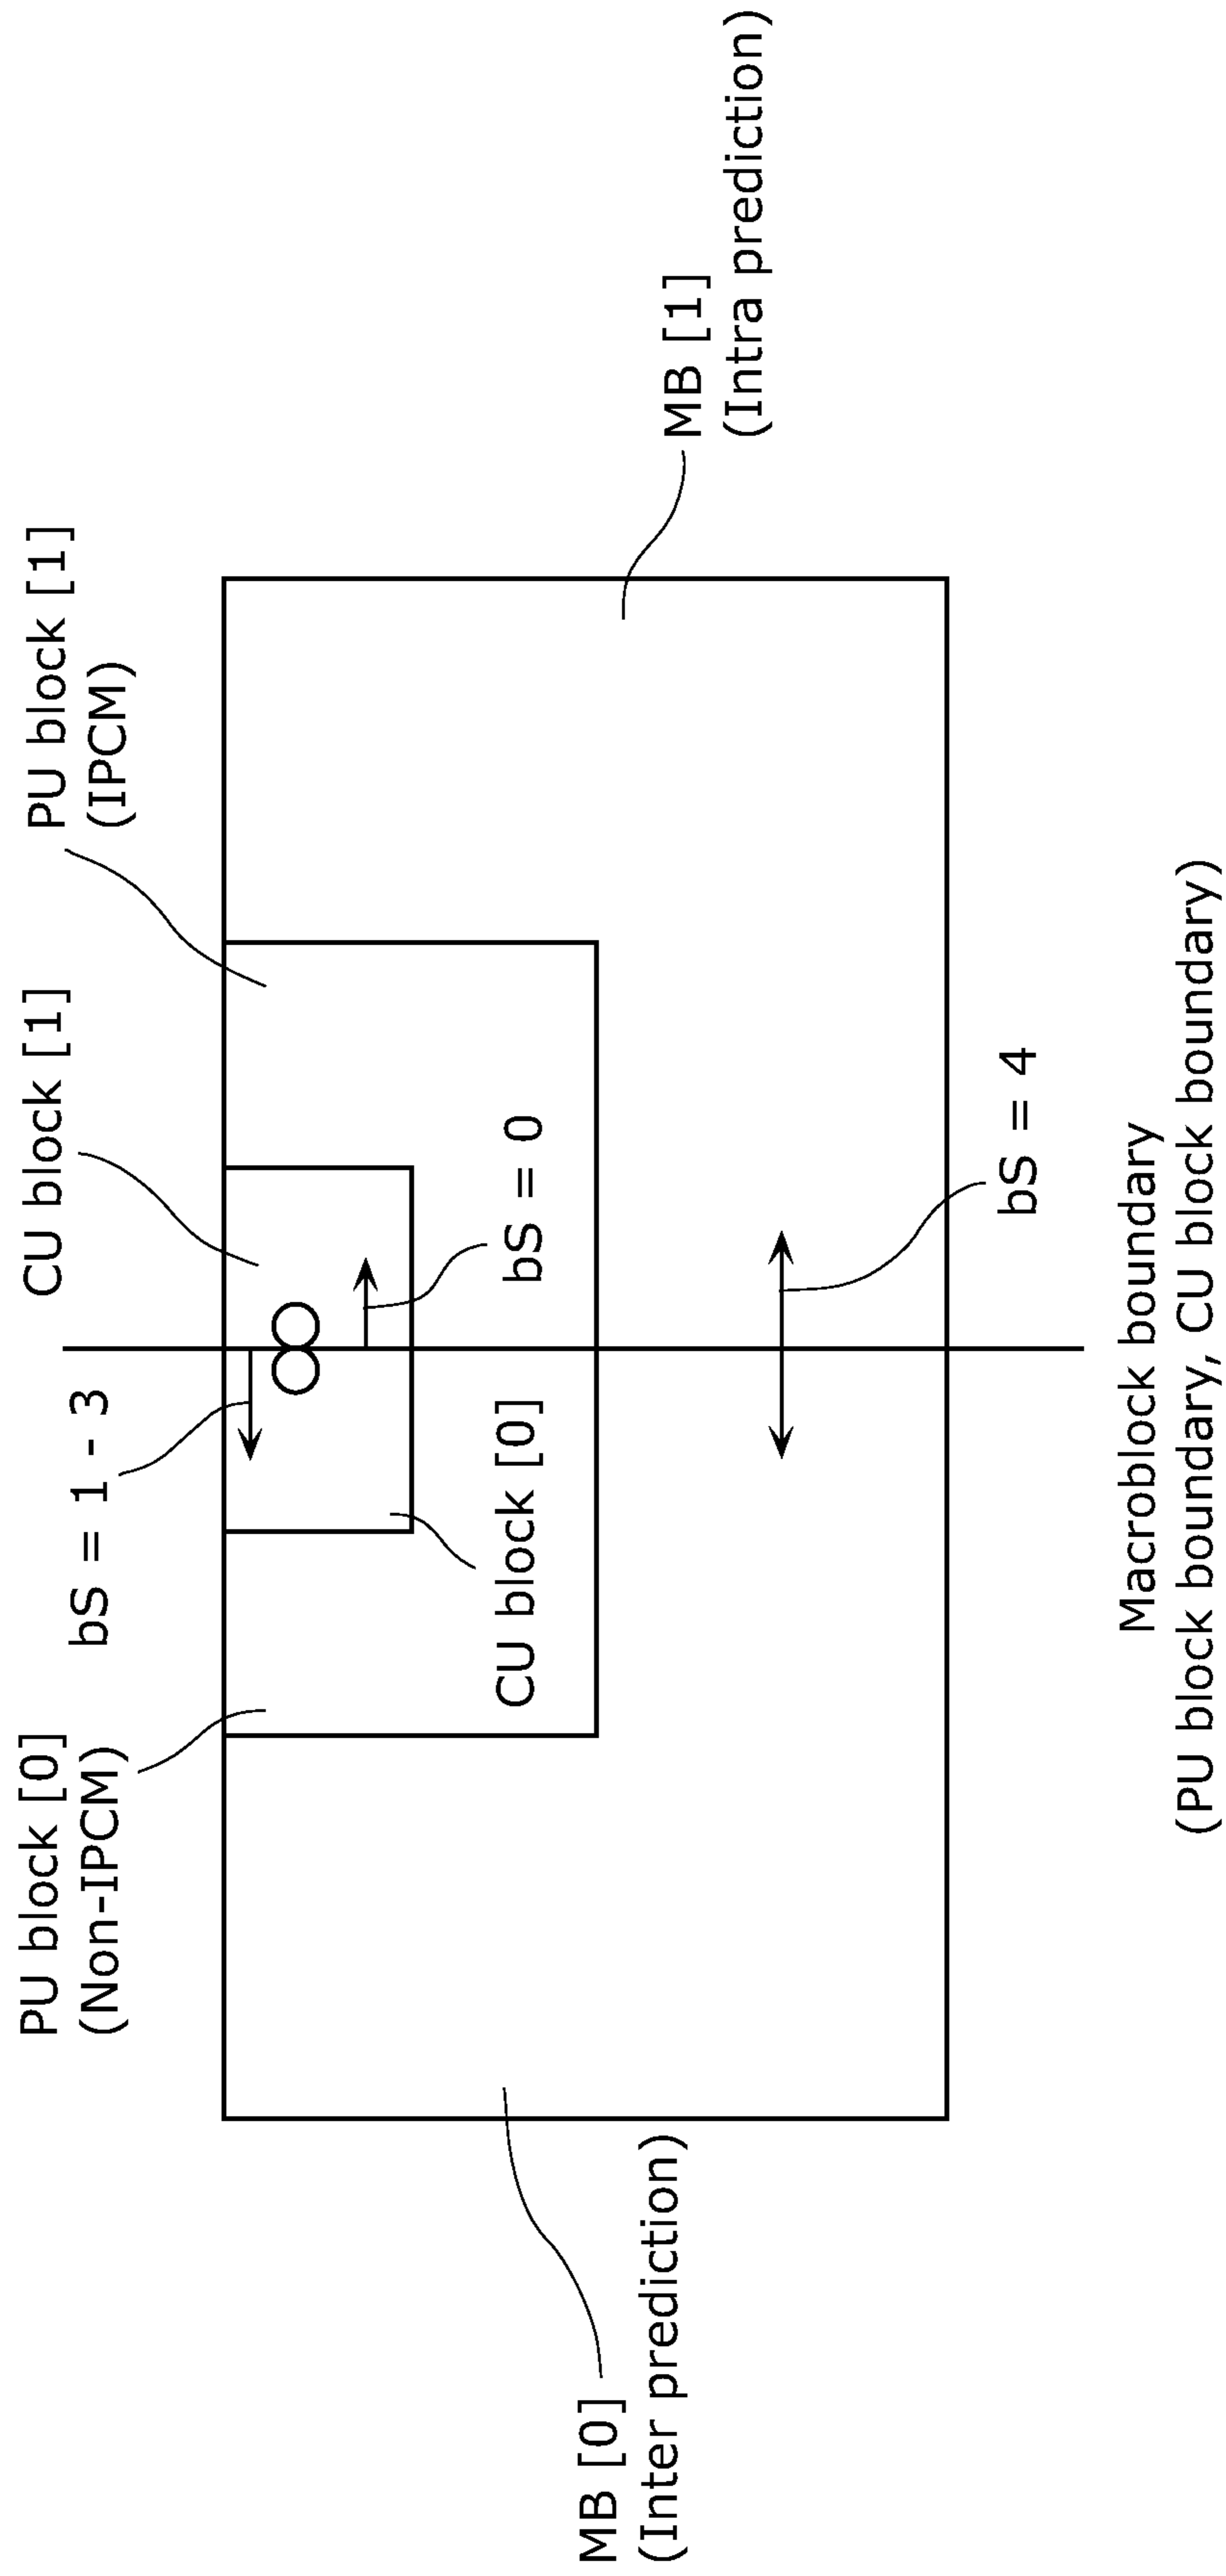 PU block [0]
(Non-IPCM)
bS = 1 - 3
CU block [1]
PU block [1]
(IPCM)
CU block [0]
bS = 0
MB [0]
(Inter prediction)
MB [1]
(Intra prediction)
bS = 4
Macroblock boundary
(PU block boundary, CU block boundary)